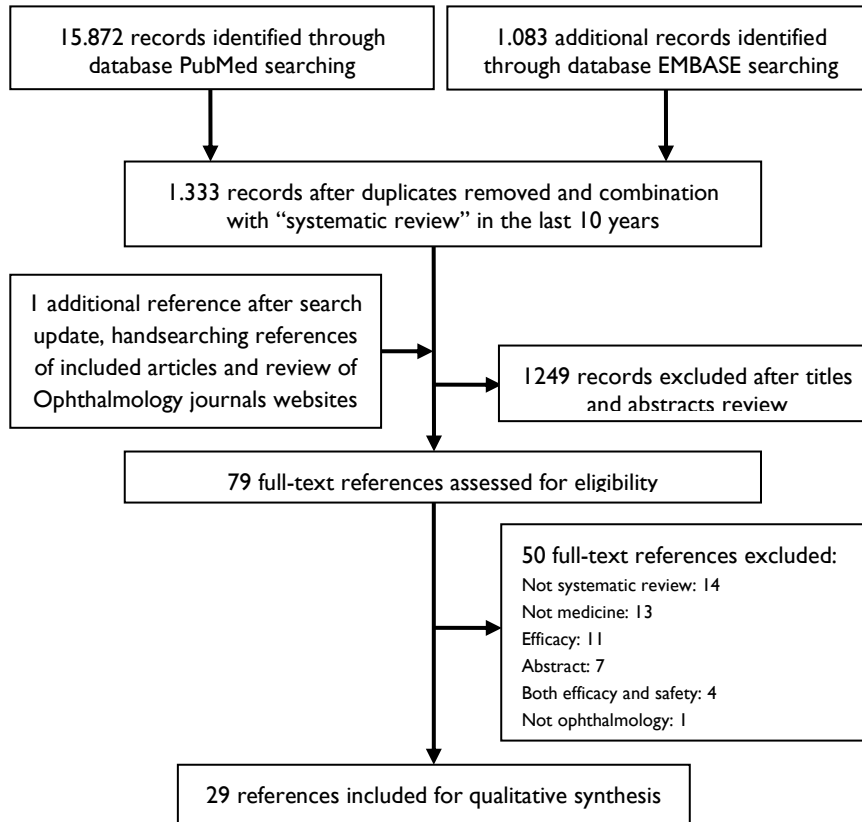 15.872 records identified through
database PubMed searching
1.083 additional records identified
through database EMBASE searching
1.333 records after duplicates removed and combination
with “systematic review” in the last 10 years
1 additional reference after search
update, handsearching references
of included articles and review of
Ophthalmology journals websites
1249 records excluded after titles
and abstracts review
79 full-text references assessed for eligibility
50 full-text references excluded:
Not systematic review: 14
Not medicine: 13
Efficacy: 11
Abstract: 7
Both efficacy and safety: 4
Not ophthalmology: 1
29 references included for qualitative synthesis